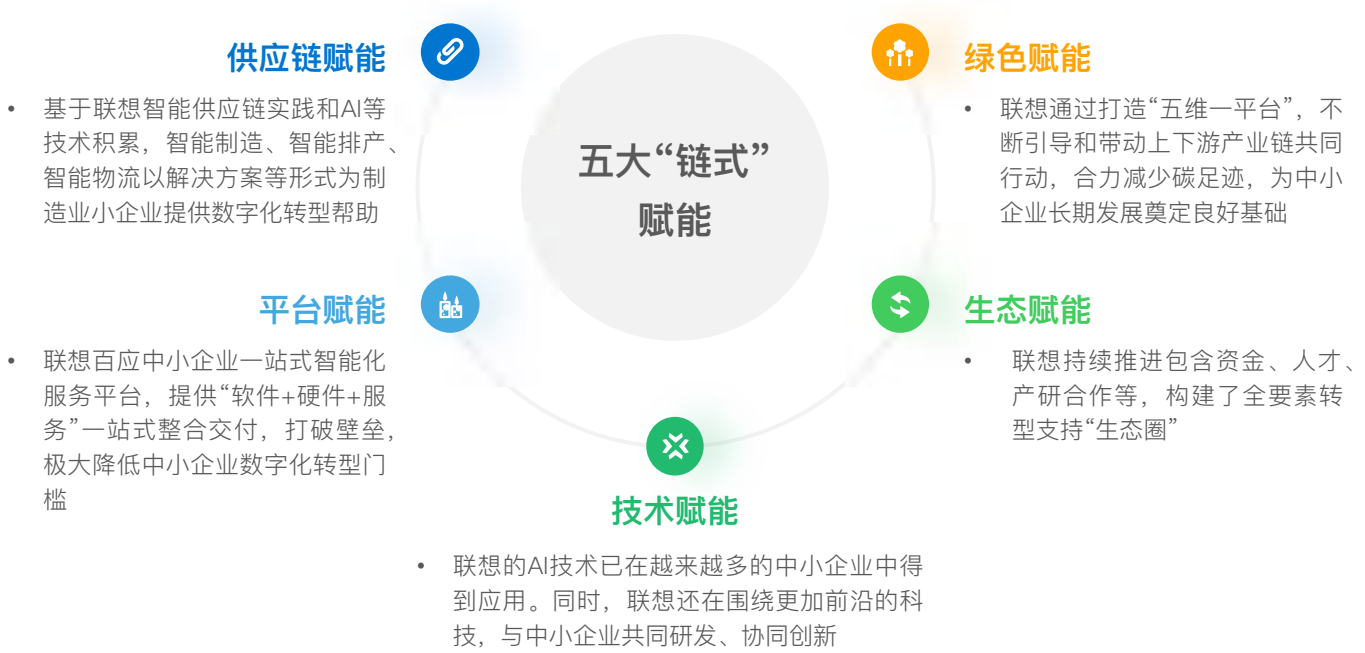 五大“链式”
赋能
供应链赋能
• 基于联想智能供应链实践和AI等
技术积累，智能制造、智能排产、
智能物流以解决方案等形式为制
造业小企业提供数字化转型帮助
平台赋能
• 联想百应中小企业一站式智能化
服务平台，提供“软件+硬件+服
务”一站式整合交付，打破壁垒，
极大降低中小企业数字化转型门
槛
技术赋能
• 联想的AI技术已在越来越多的中小企业中得
到应用。同时，联想还在围绕更加前沿的科
技，与中小企业共同研发、协同创新
绿色赋能
• 联想通过打造“五维一平台”，不
断引导和带动上下游产业链共同
行动，合力减少碳足迹，为中小
企业长期发展奠定良好基础
生态赋能
• 联想持续推进包含资金、人才、
产研合作等，构建了全要素转
型支持“生态圈”